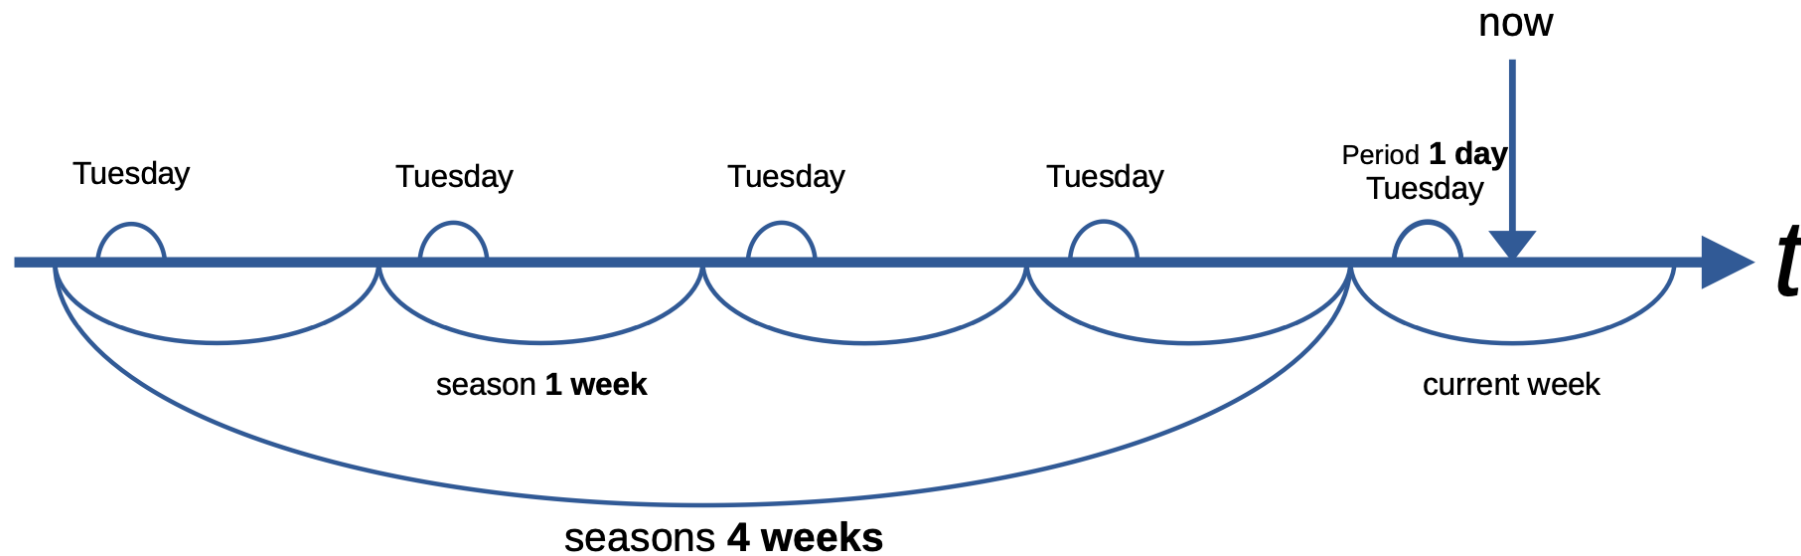 now
Tuesday
Tuesday
Tuesday
Tuesday
Period 1 day
Tuesday
t
season 1 week
current week
seasons 4 weeks